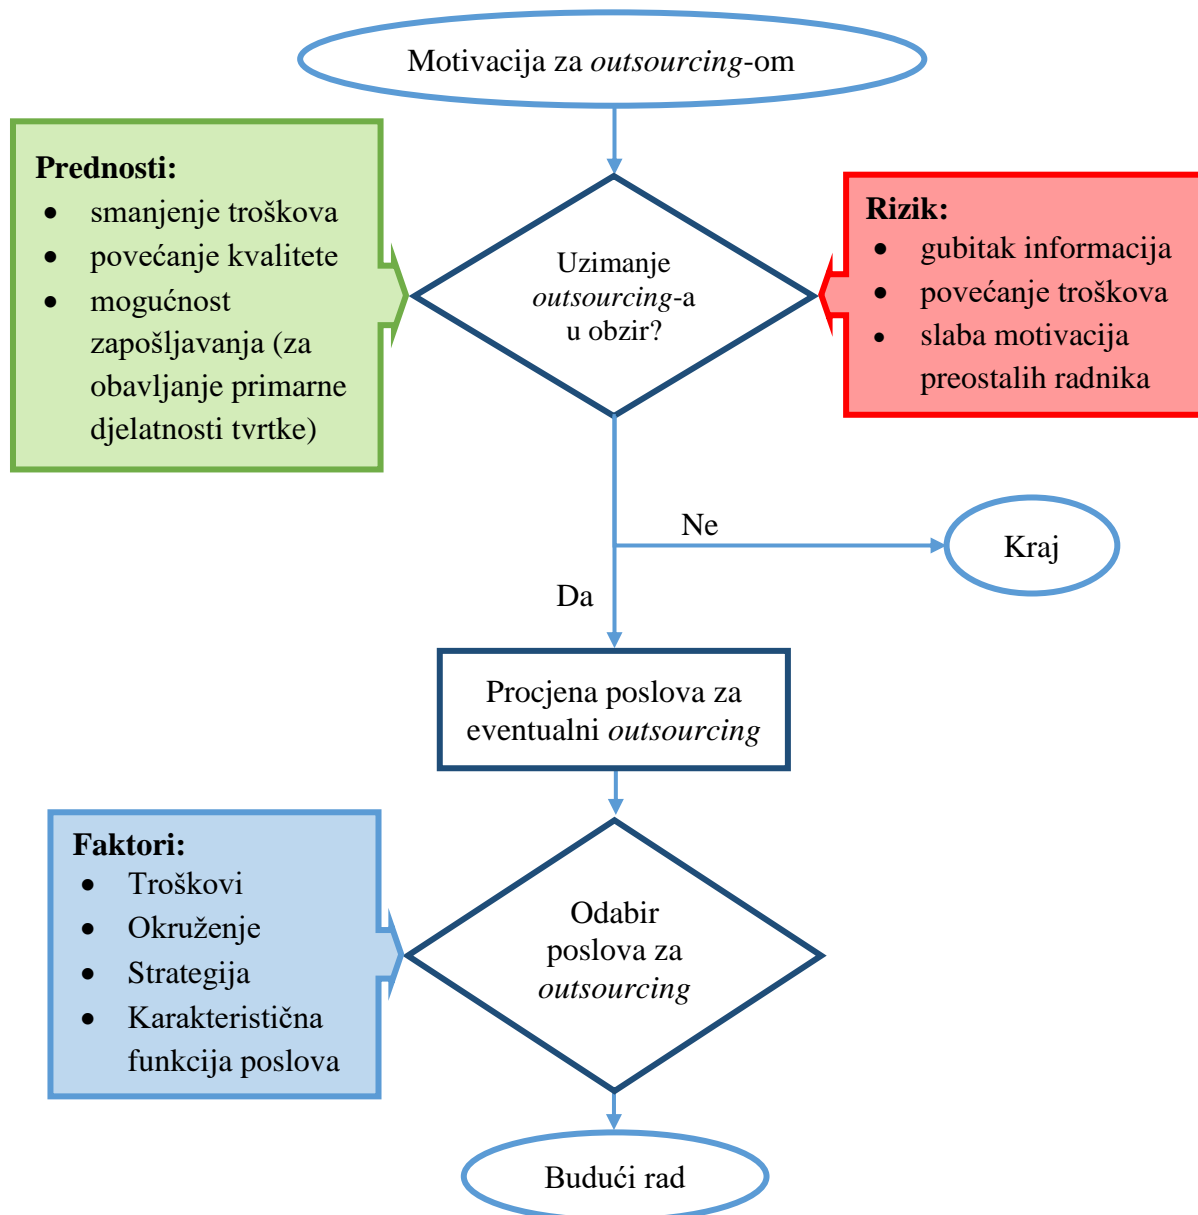 Motivacija za outsourcing-om
Prednosti:
• smanjenje troškova
• povećanje kvalitete
• mogućnost
zapošljavanja (za
obavljanje primarne
djelatnosti tvrtke)
Uzimanje
outsourcing-a
u obzir?
Rizik:
• gubitak informacija
• povećanje troškova
• slaba motivacija
preostalih radnika
Ne
Kraj
Da
Procjena poslova za
eventualni outsourcing
Faktori:
• Troškovi
• Okruženje
• Strategija
• Karakteristična
funkcija poslova
Odabir
poslova za
outsourcing
Budući rad